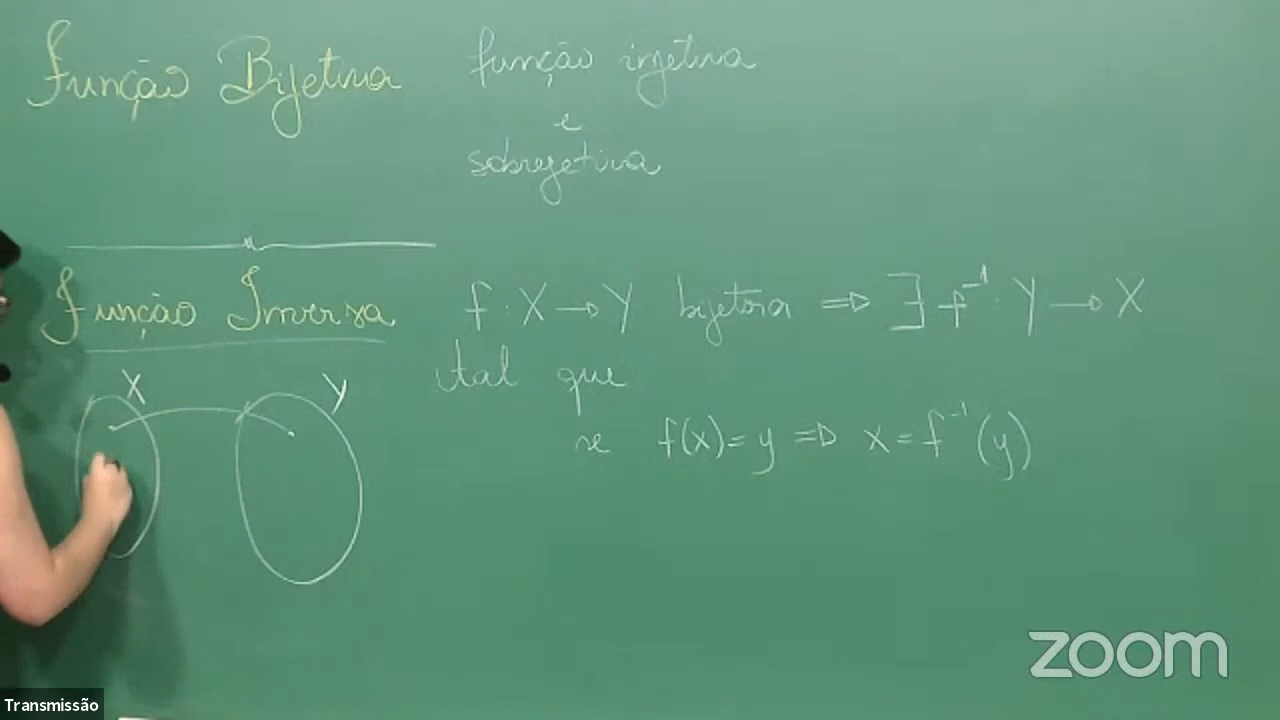 Função Bijetiva função injetiva
e
sobrejetiva
Função Inversa f: X → Y bijetora ⇒ ∃ f⁻¹: Y → X
tal que
X Y
se f(x) = y ⇒ x = f⁻¹(y)
zoom
Transmissão